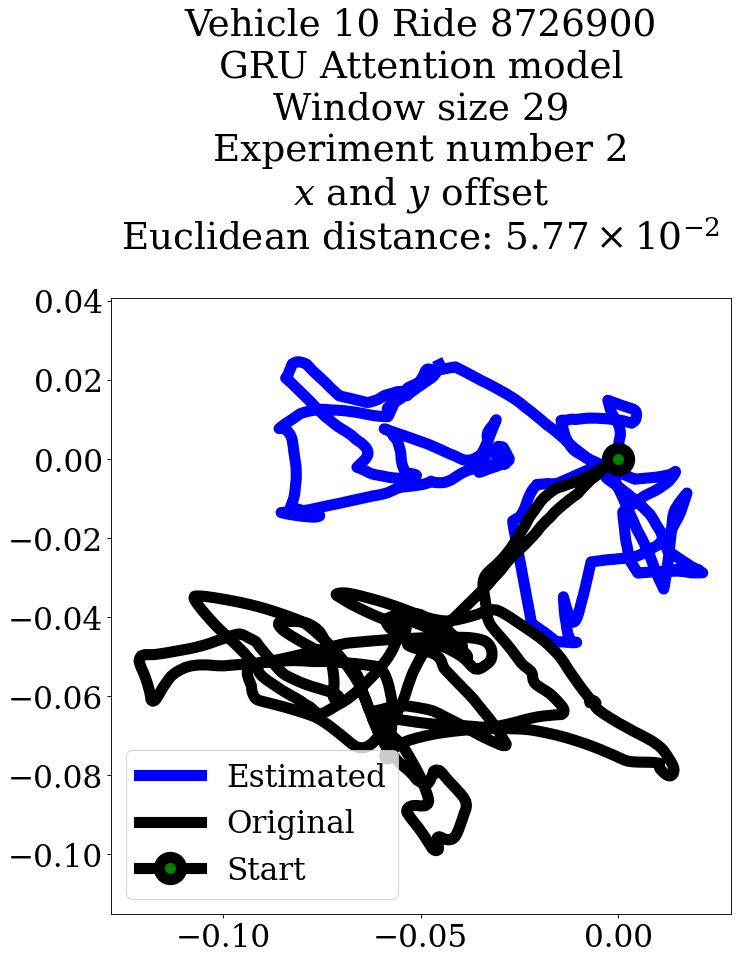 Vehicle 10 Ride 8726900
GRU Attention model
Window size 29
Experiment number 2
x and y offset
Euclidean distance: 5.77 × 10⁻²
0.04
0.02
0.00
−0.02
−0.04
−0.06
−0.08
−0.10
Estimated
Original
Start
−0.10 −0.05 0.00